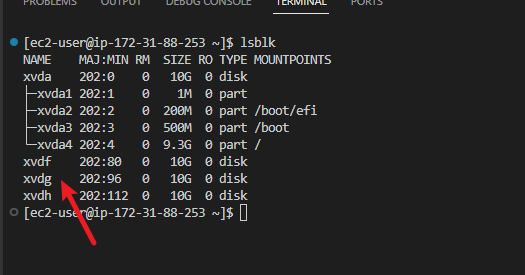 PROBLEMS OUTPUT DEBUG CONSOLE TERMINAL PORTS
[ec2-user@ip-172-31-88-253 ~]$ lsblk
NAME    MAJ:MIN RM  SIZE RO TYPE MOUNTPOINTS
xvda    202:0    0   10G  0 disk
├─xvda1 202:1    0    1M  0 part
├─xvda2 202:2    0  200M  0 part /boot/efi
├─xvda3 202:3    0  500M  0 part /boot
└─xvda4 202:4    0  9.3G  0 part /
xvdf    202:80   0   10G  0 disk
xvdg    202:96   0   10G  0 disk
xvdh    202:112  0   10G  0 disk
[ec2-user@ip-172-31-88-253 ~]$